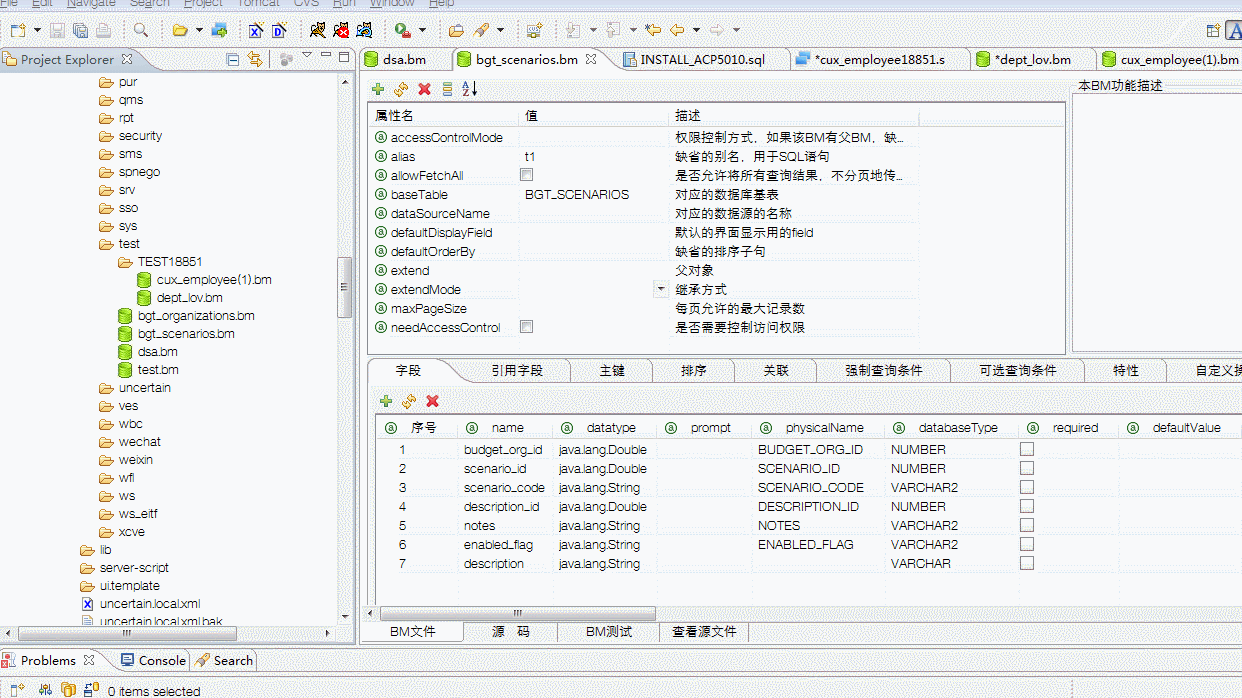 File Edit Navigate Search Project Tomcat CVS Run Window Help
Project Explorer
dsa.bm
bgt_scenarios.bm
INSTALL_ACP5010.sql
*cux_employee18851.s
*dept_lov.bm
cux_employee(1).bm
pur
qms
rpt
security
sms
spnego
srv
sso
sys
test
TEST18851
cux_employee(1).bm
dept_lov.bm
bgt_organizations.bm
bgt_scenarios.bm
dsa.bm
test.bm
uncertain
ves
wbc
wechat
weixin
wfl
ws
ws_eitf
xcve
lib
server-script
ui.template
uncertain.local.xml
uncertain.local.xml.bak
本BM功能描述
属性名 值 描述
accessControlMode 权限控制方式，如果该BM有父BM，缺...
alias t1 缺省的别名，用于SQL语句
allowFetchAll 是否允许将所有查询结果，不分页地传...
baseTable BGT_SCENARIOS 对应的数据库基表
dataSourceName 对应的数据源的名称
defaultDisplayField 默认的界面显示用的field
defaultOrderBy 缺省的排序子句
extend 父对象
extendMode 继承方式
maxPageSize 每页允许的最大记录数
needAccessControl 是否需要控制访问权限
字段 引用字段 主键 排序 关联 强制查询条件 可选查询条件 特性 自定义
序号 name datatype prompt physicalName databaseType required defaultValue
1 budget_org_id java.lang.Double BUDGET_ORG_ID NUMBER
2 scenario_id java.lang.Double SCENARIO_ID NUMBER
3 scenario_code java.lang.String SCENARIO_CODE VARCHAR2
4 description_id java.lang.Double DESCRIPTION_ID NUMBER
5 notes java.lang.String NOTES VARCHAR2
6 enabled_flag java.lang.String ENABLED_FLAG VARCHAR2
7 description java.lang.String VARCHAR
BM文件 源 码 BM测试 查看源文件
Problems Console Search
0 items selected